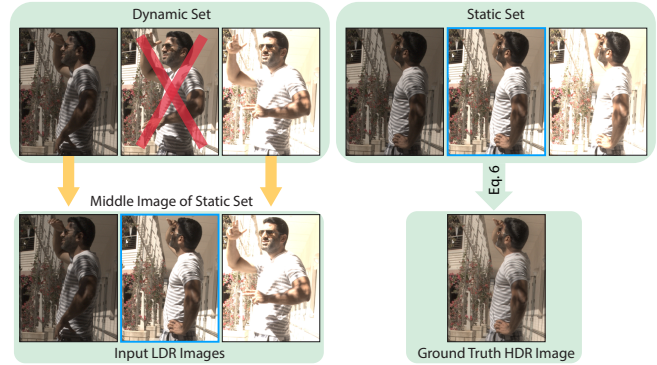 Dynamic Set
Static Set
Eq. 6
Middle Image of Static Set
Input LDR Images
Ground Truth HDR Image